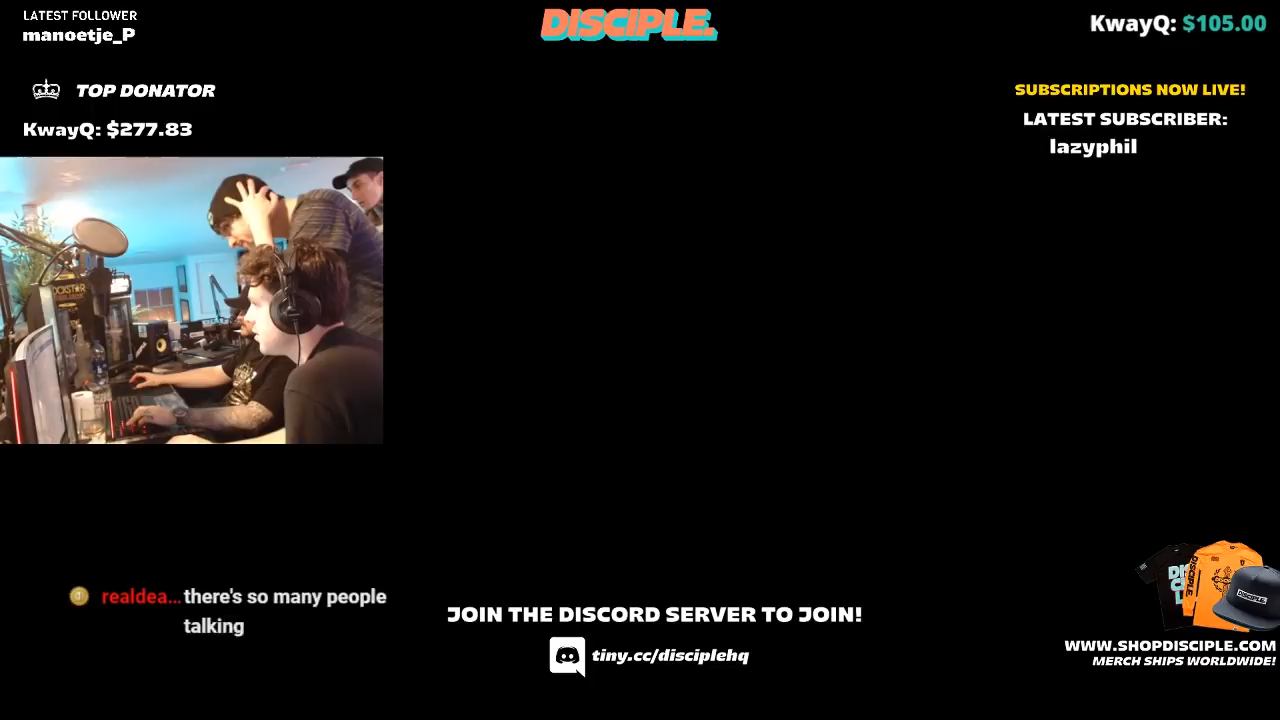 LATEST FOLLOWER
manoetje_P
DISCIPLE.
KwayQ: $105.00
TOP DONATOR
KwayQ: $277.83
SUBSCRIPTIONS NOW LIVE!
LATEST SUBSCRIBER:
lazyphil
realdea... there's so many people
talking
JOIN THE DISCORD SERVER TO JOIN!
tiny.cc/disciplehq
DISCIPLE.
WWW.SHOPDISCIPLE.COM
MERCH SHIPS WORLDWIDE!